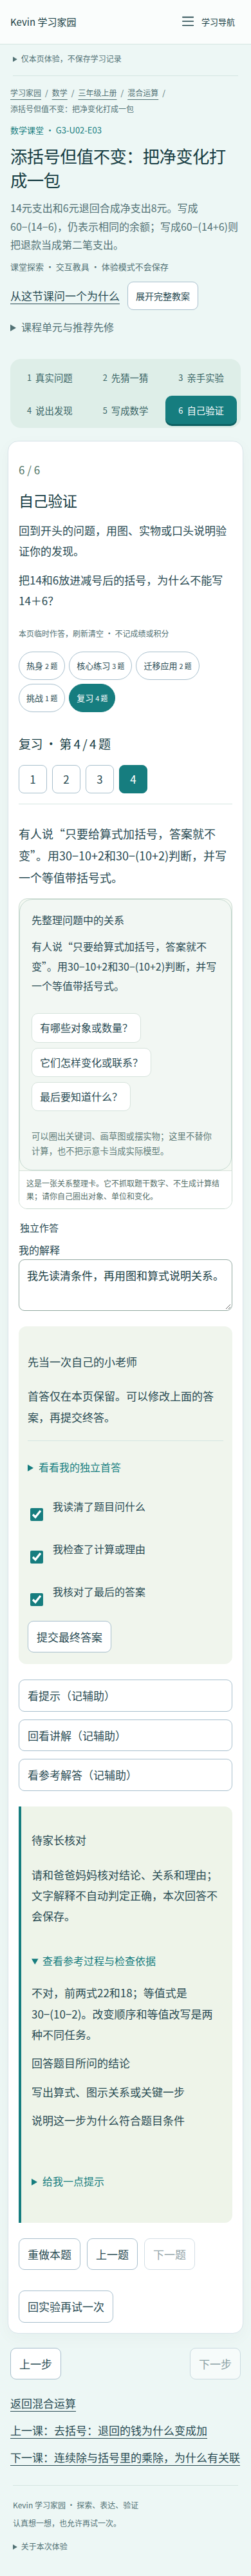 Kevin 学习家园
学习导航
▶ 仅本页体验，不保存学习记录
学习家园 / 数学 / 三年级上册 / 混合运算 /
添括号但值不变：把净变化打成一包
数学课堂 · G3-U02-E03
添括号但值不变：把净变化打
成一包
14元支出和6元退回合成净支出8元。写成
60−(14−6)，仍表示相同的余额；写成60−(14+6)则
把退款当成第二笔支出。
课堂探索 · 交互教具 · 体验模式不会保存
从这节课问一个为什么
展开完整教案
▶ 课程单元与推荐先修
1 真实问题
2 先猜一猜
3 亲手实验
4 说出发现
5 写成数学
6 自己验证
6 / 6
自己验证
回到开头的问题，用图、实物或口头说明验
证你的发现。
把14和6放进减号后的括号，为什么不能写
14+6？
本页临时作答，刷新清空 · 不记成绩或积分
热身 2 题
核心练习 3 题
迁移应用 2 题
挑战 1 题
复习 4 题
复习 · 第 4 / 4 题
1
2
3
4
有人说“只要给算式加括号，答案就不
变”。用30−10+2和30−(10+2)判断，并写
一个等值带括号式。
先整理问题中的关系
有人说“只要给算式加括号，答案就不
变”。用30−10+2和30−(10+2)判断，并写
一个等值带括号式。
有哪些对象或数量？
它们怎样变化或联系？
最后要知道什么？
可以圈出关键词、画草图或摆实物；这里不替你
计算，也不把示意卡当成实际模型。
这是一张关系整理卡。它不抓取题干数字、不生成计算结
果；请你自己圈出对象、单位和变化。
独立作答
我的解释
我先读清条件，再用图和算式说明关系。
先当一次自己的小老师
首答仅在本页保留。可以修改上面的答
案，再提交终答。
▶ 看看我的独立首答
我读清了题目问什么
我检查了计算或理由
我核对了最后的答案
提交最终答案
看提示（记辅助）
回看讲解（记辅助）
看参考解答（记辅助）
待家长核对
请和爸爸妈妈核对结论、关系和理由；
文字解释不自动判定正确，本次回答不
会保存。
▼ 查看参考过程与检查依据
不对，前两式22和18；等值式是
30−(10−2)。改变顺序和等值改写是两
种不同任务。
回答题目所问的结论
写出算式、图示关系或关键一步
说明这一步为什么符合题目条件
▶ 给我一点提示
重做本题
上一题
下一题
回实验再试一次
上一步
下一步
返回混合运算
上一课：去括号：退回的钱为什么变成加
下一课：连续除与括号里的乘除，为什么有关联
Kevin 学习家园 · 探索、表达、验证
认真想一想，也允许再试一次。
▶ 关于本次体验